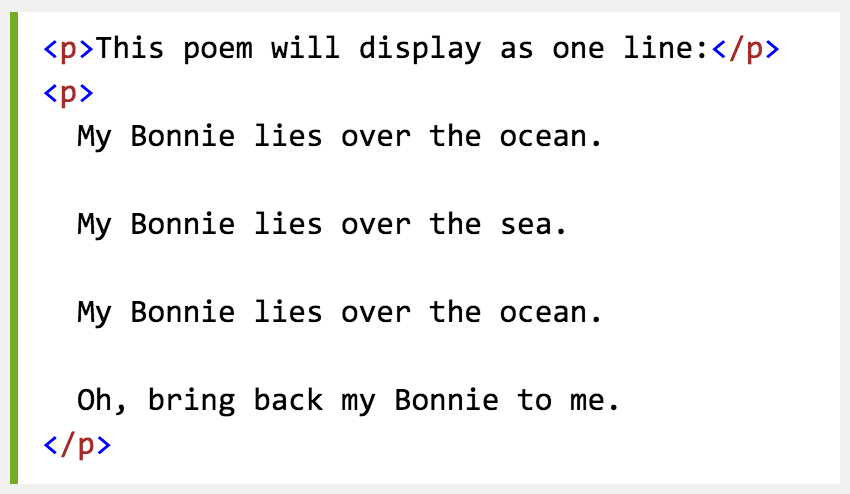 <p>This poem will display as one line:</p>
<p>
My Bonnie lies over the ocean.
My Bonnie lies over the sea.
My Bonnie lies over the ocean.
Oh, bring back my Bonnie to me.
</p>